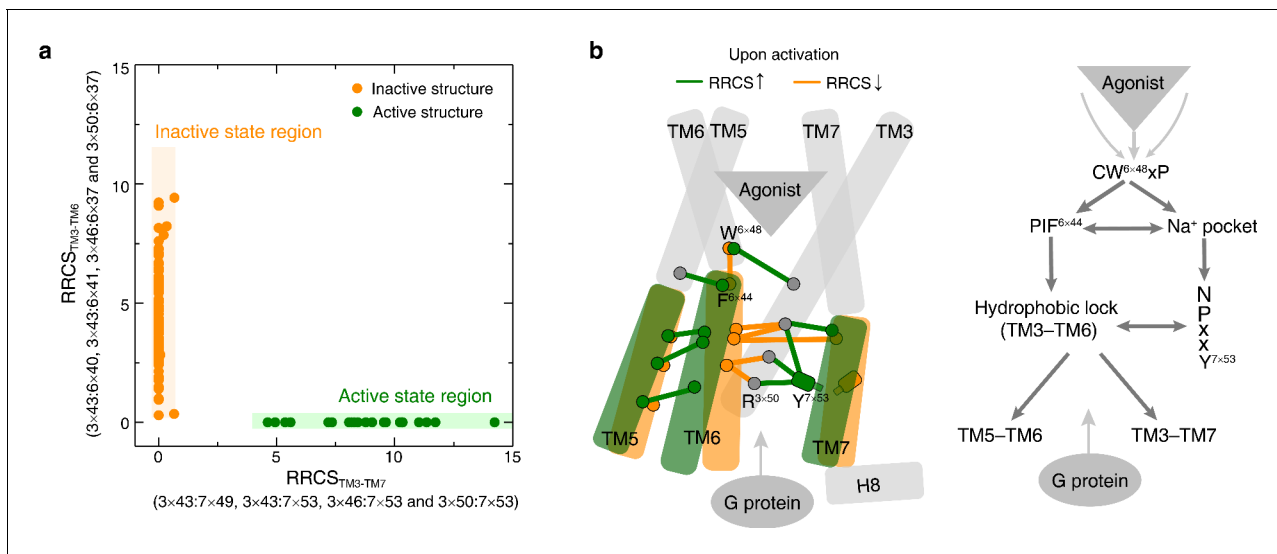 a
15
10
5
0
0
5
10
15
RRCS TM3-TM6
(3×43:6×40, 3×43:6×41, 3×46:6×37 and 3×50:6×37)
Inactive structure
Active structure
Inactive state region
Active state region
RRCS TM3-TM7
(3×43:7×49, 3×43:7×53, 3×46:7×53 and 3×50:7×53)
b
Upon activation
RRCS↑
RRCS↓
TM6
TM5
TM7
TM3
Agonist
W6×48
F6×44
R3×50
Y7×53
TM5
TM6
TM7
H8
G protein
Agonist
CW6×48xP
PIF6×44
Na+ pocket
Hydrophobic lock
(TM3–TM6)
N
P
x
x
Y7×53
TM5–TM6
TM3–TM7
G protein